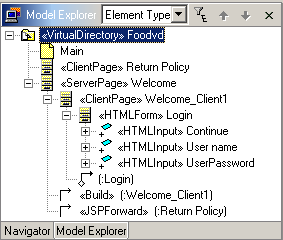 Model Explorer Element Type
«VirtualDirectory» Foodvd
Main
«ClientPage» Return Policy
«ServerPage» Welcome
«ClientPage» Welcome_Client1
«HTMLForm» Login
«HTMLInput» Continue
«HTMLInput» User name
«HTMLInput» UserPassword
(:Login)
«Build» (:Welcome_Client1)
«JSPForward» (:Return Policy)
Navigator Model Explorer